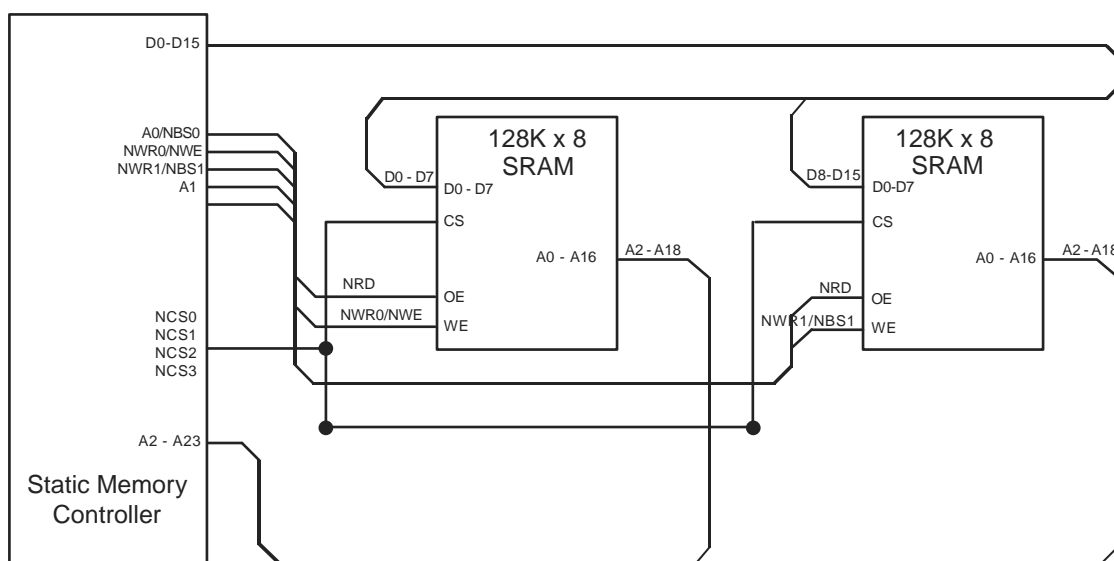 D0-D15
A0/NBS0
NWR0/NWE
NWR1/NBS1
A1
NCS0
NCS1
NCS2
NCS3
A2 - A23
Static Memory
Controller
128K x 8
SRAM
D0 - D7
D0 - D7
CS
A0 - A16
A2 - A18
NRD
OE
NWR0/NWE
WE
128K x 8
SRAM
D8-D15
D0-D7
CS
A0 - A16
A2 - A18
NRD
OE
NWR1/NBS1
WE